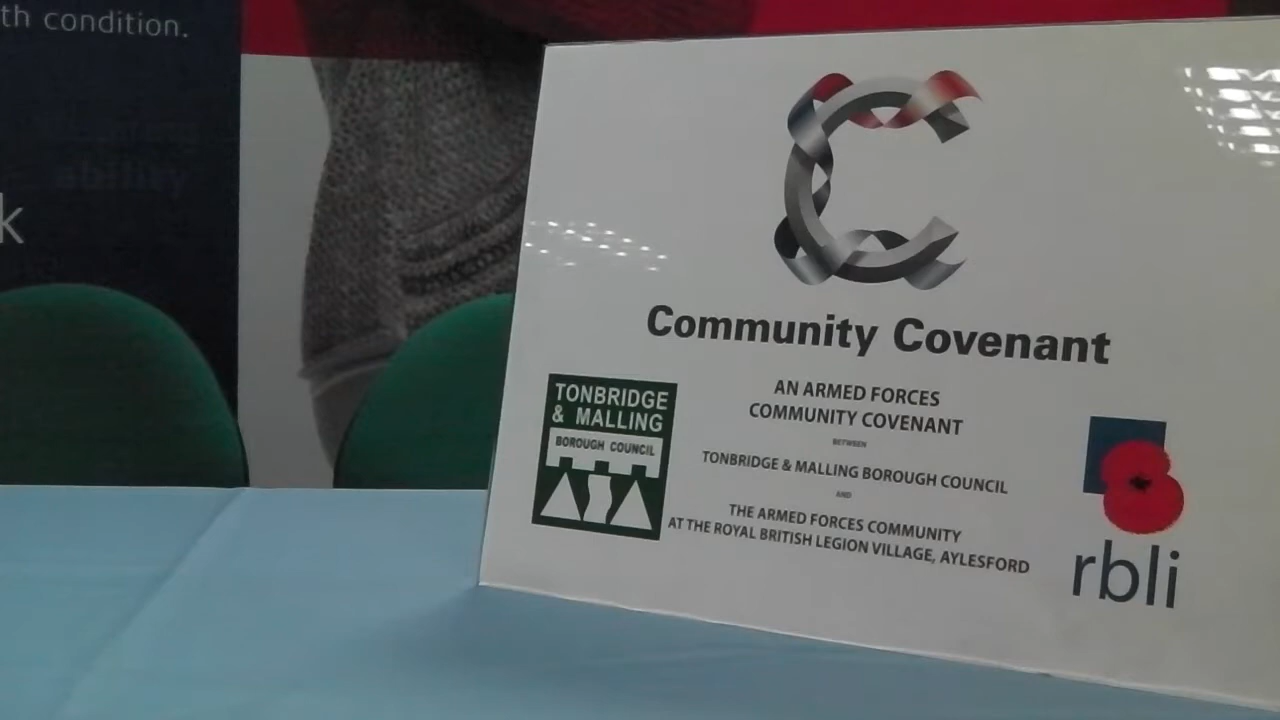 th condition.
ability
k
Community Covenant
AN ARMED FORCES
COMMUNITY COVENANT
BETWEEN
TONBRIDGE & MALLING BOROUGH COUNCIL
AND
THE ARMED FORCES COMMUNITY
AT THE ROYAL BRITISH LEGION VILLAGE, AYLESFORD
TONBRIDGE
& MALLING
BOROUGH COUNCIL
rbli